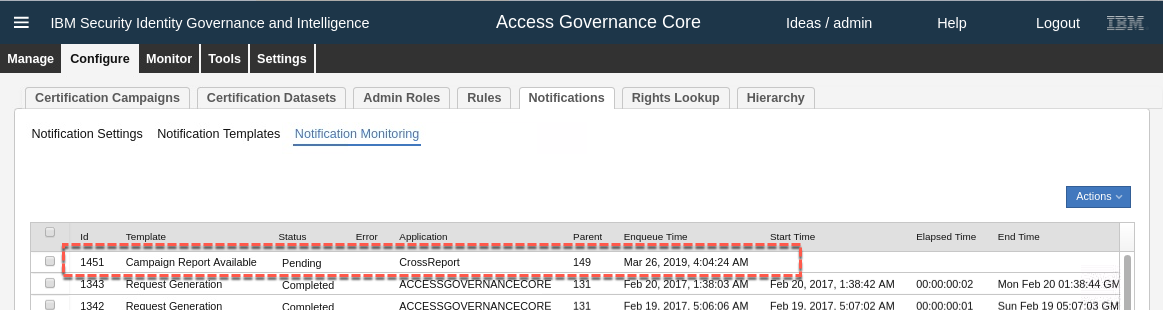 IBM Security Identity Governance and Intelligence Access Governance Core Ideas / admin Help Logout IBM
Manage Configure Monitor Tools Settings
Certification Campaigns Certification Datasets Admin Roles Rules Notifications Rights Lookup Hierarchy
Notification Settings Notification Templates Notification Monitoring
Actions
Id Template Status Error Application Parent Enqueue Time Start Time Elapsed Time End Time
1451 Campaign Report Available Pending CrossReport 149 Mar 26, 2019, 4:04:24 AM
1343 Request Generation Completed ACCESSGOVERNANCECORE 131 Feb 20, 2017, 1:38:03 AM Feb 20, 2017, 1:38:42 AM 00:00:00:02 Mon Feb 20 01:38:44 GM
1342 Request Generation Completed ACCESSGOVERNANCECORE 131 Feb 19, 2017, 5:06:06 AM Feb 19, 2017, 5:07:02 AM 00:00:00:01 Sun Feb 19 05:07:03 GM